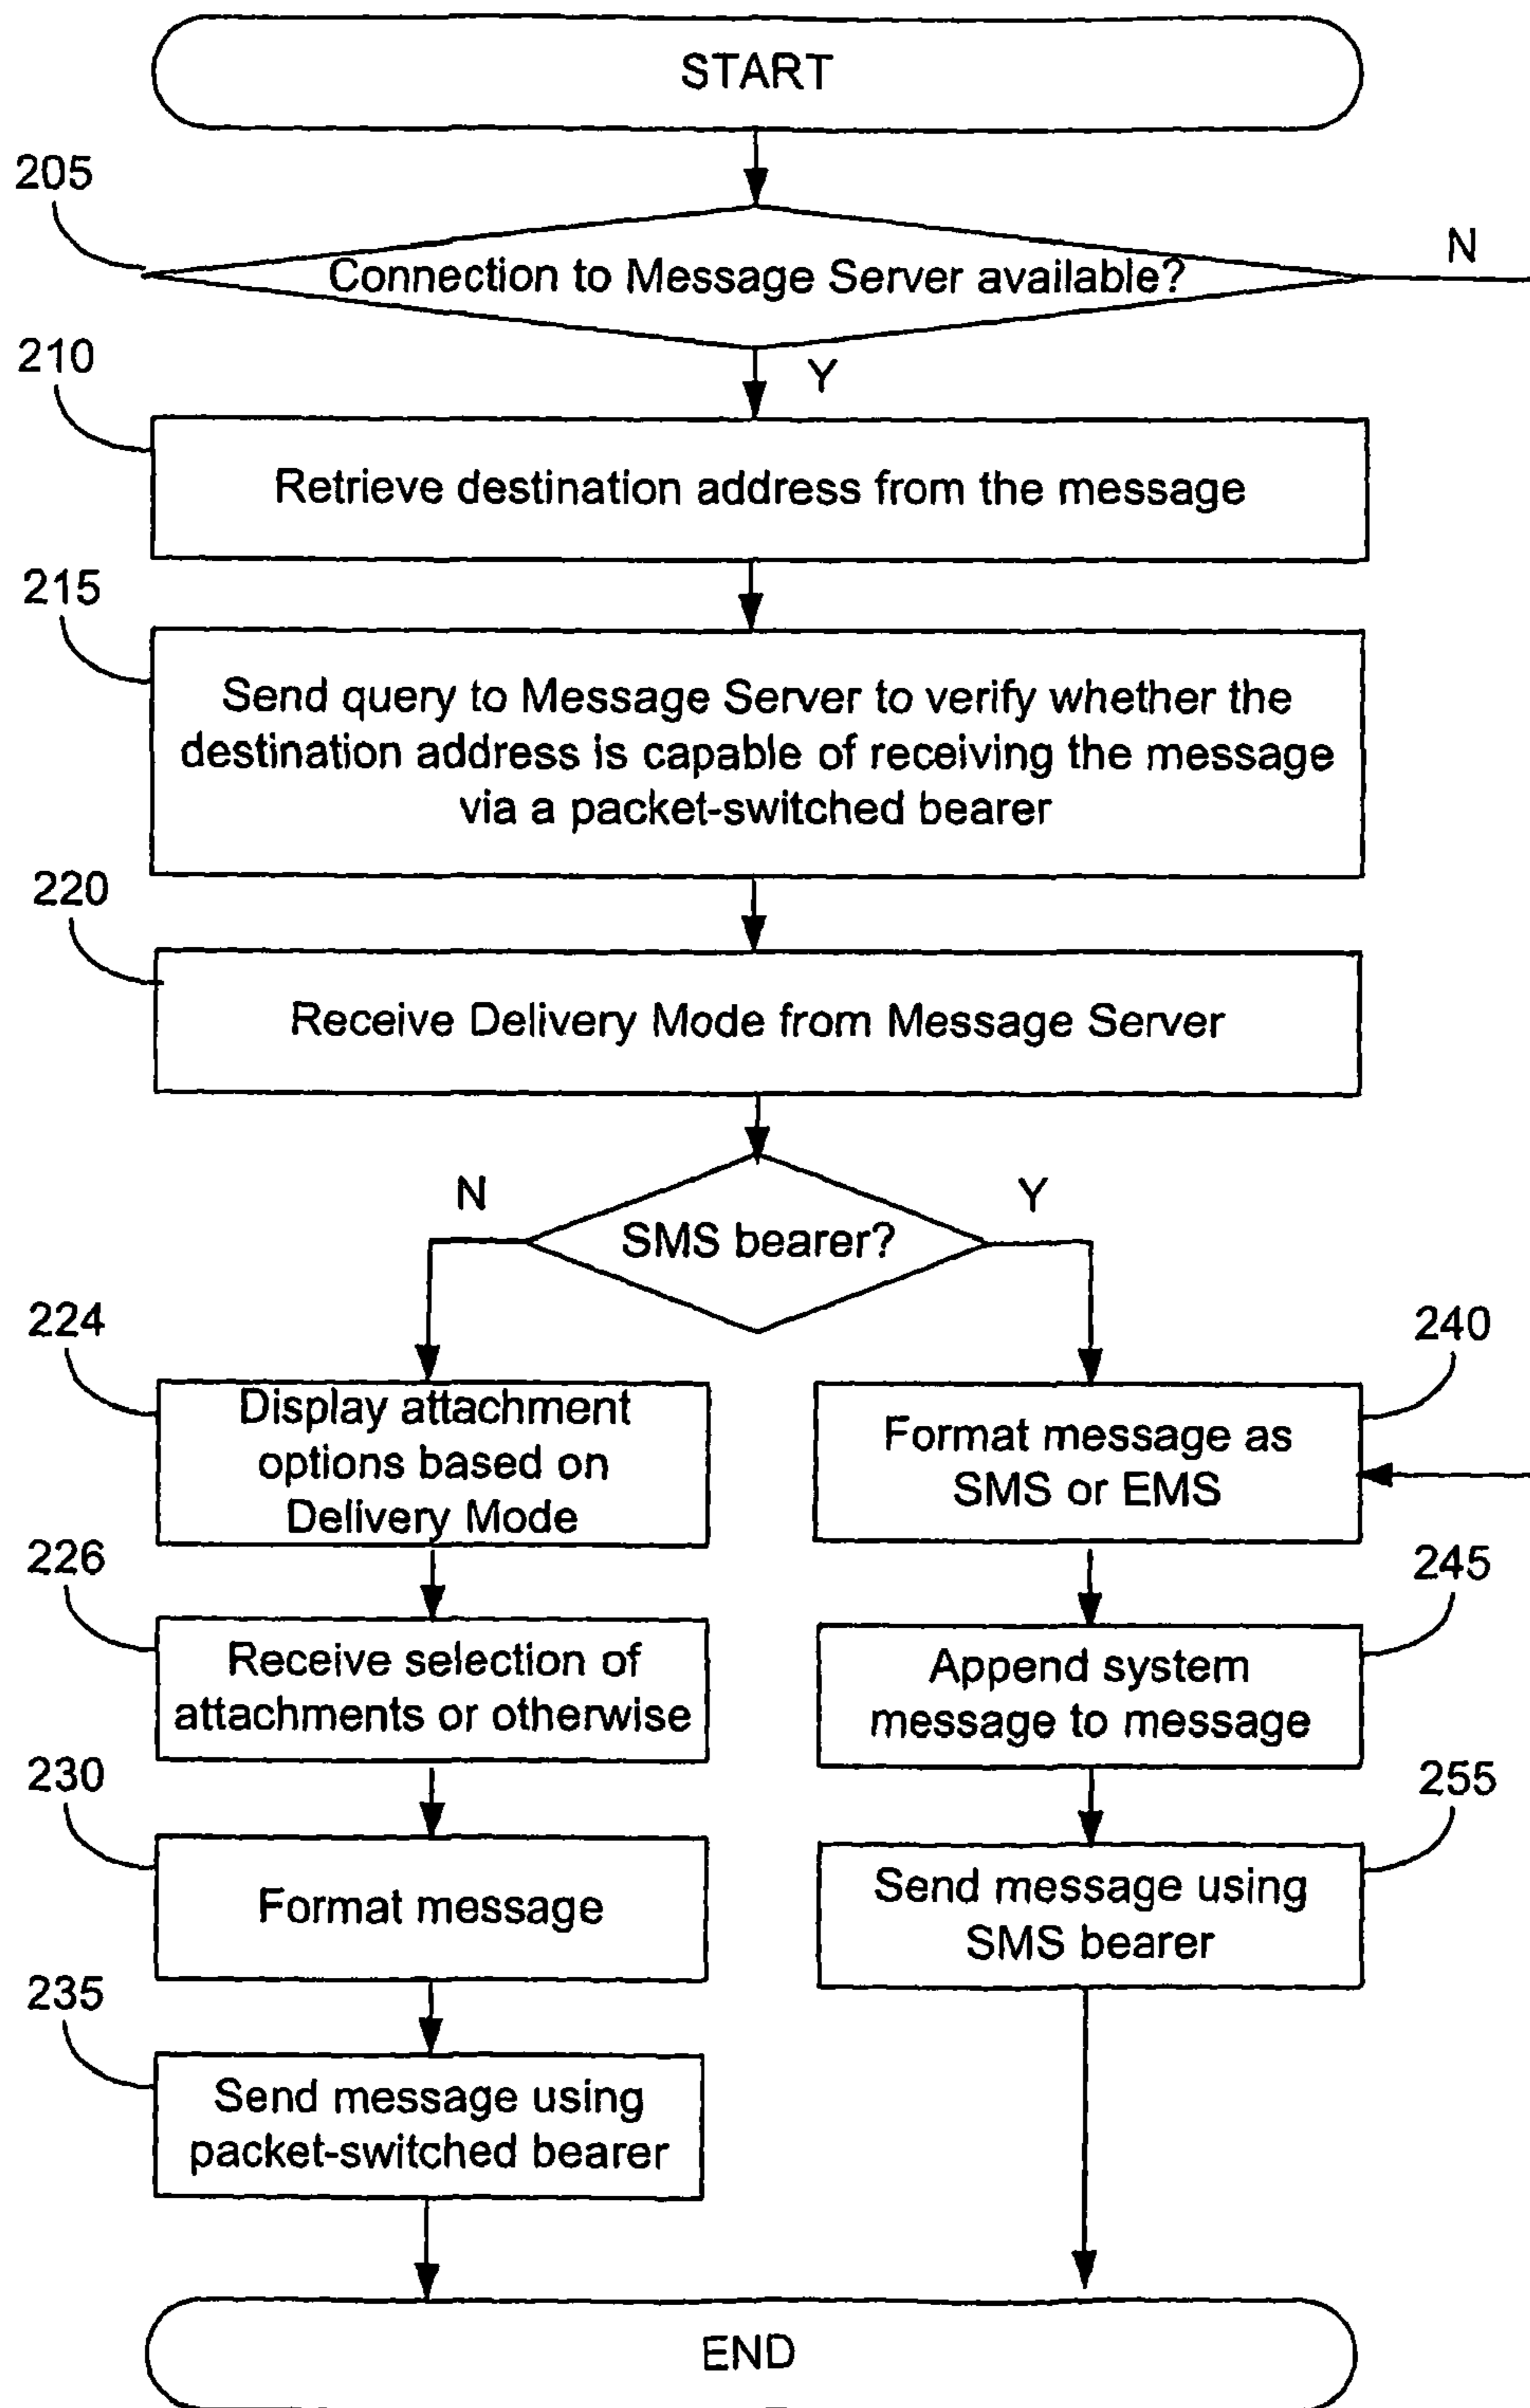 START
205
Connection to Message Server available?
N
210
Y
Retrieve destination address from the message
215
Send query to Message Server to verify whether the
destination address is capable of receiving the message
via a packet-switched bearer
220
Receive Delivery Mode from Message Server
N
Y
SMS bearer?
224
Display attachment
options based on
Delivery Mode
240
Format message as
SMS or EMS
226
Receive selection of
attachments or otherwise
245
Append system
message to message
230
Format message
255
Send message using
SMS bearer
235
Send message using
packet-switched bearer
END